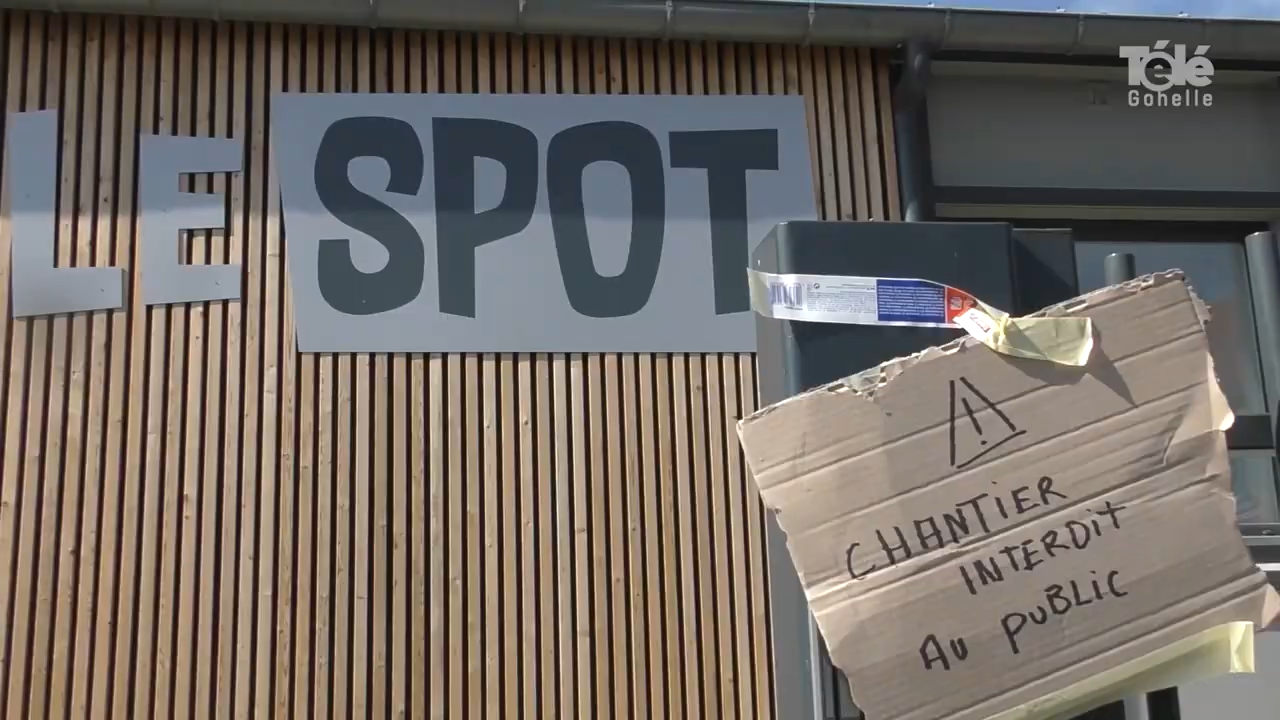 Télé
Gohelle
LE SPOT
!
CHANTiER
INTERDit
AU PUBLiC